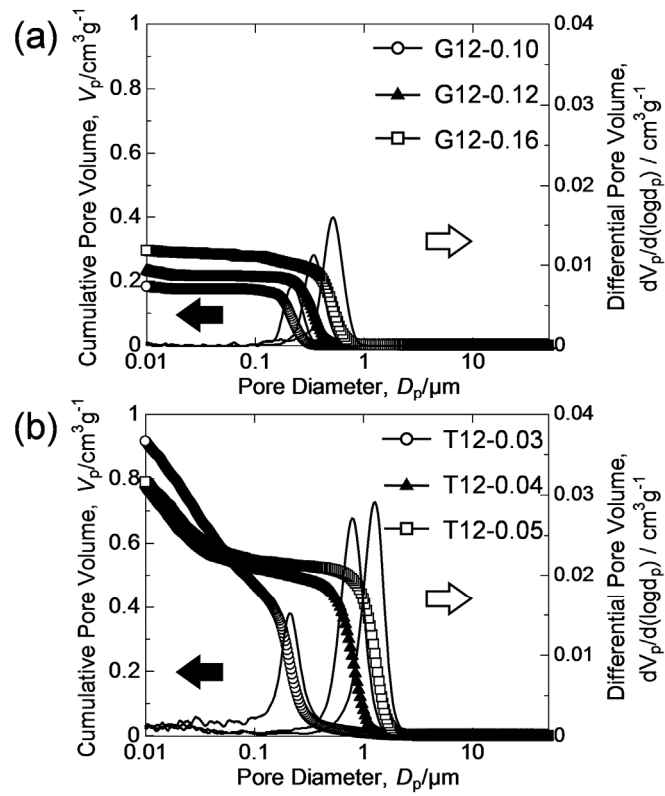 (a)
Cumulative Pore Volume, Vp/cm³g⁻¹
1
0.8
0.6
0.4
0.2
0
G12-0.10
G12-0.12
G12-0.16
0.04
0.03
0.02
0.01
0
Differential Pore Volume,
dVp/d(logdp) / cm³g⁻¹
0.01 0.1 1 10
Pore Diameter, Dp/µm
(b)
Cumulative Pore Volume, Vp/cm³g⁻¹
1
0.8
0.6
0.4
0.2
0
T12-0.03
T12-0.04
T12-0.05
0.04
0.03
0.02
0.01
0
Differential Pore Volume,
dVp/d(logdp) / cm³g⁻¹
0.01 0.1 1 10
Pore Diameter, Dp/µm